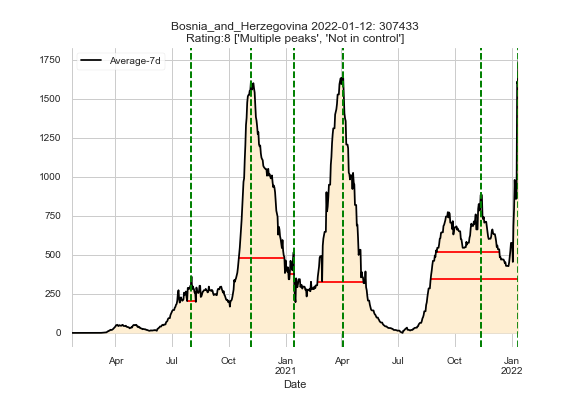 Bosnia_and_Herzegovina 2022-01-12: 307433
Rating:8 ['Multiple peaks', 'Not in control']
Average-7d
1750
1500
1250
1000
750
500
250
0
Apr
Jul
Oct
Jan
2021
Apr
Jul
Oct
Jan
2022
Date